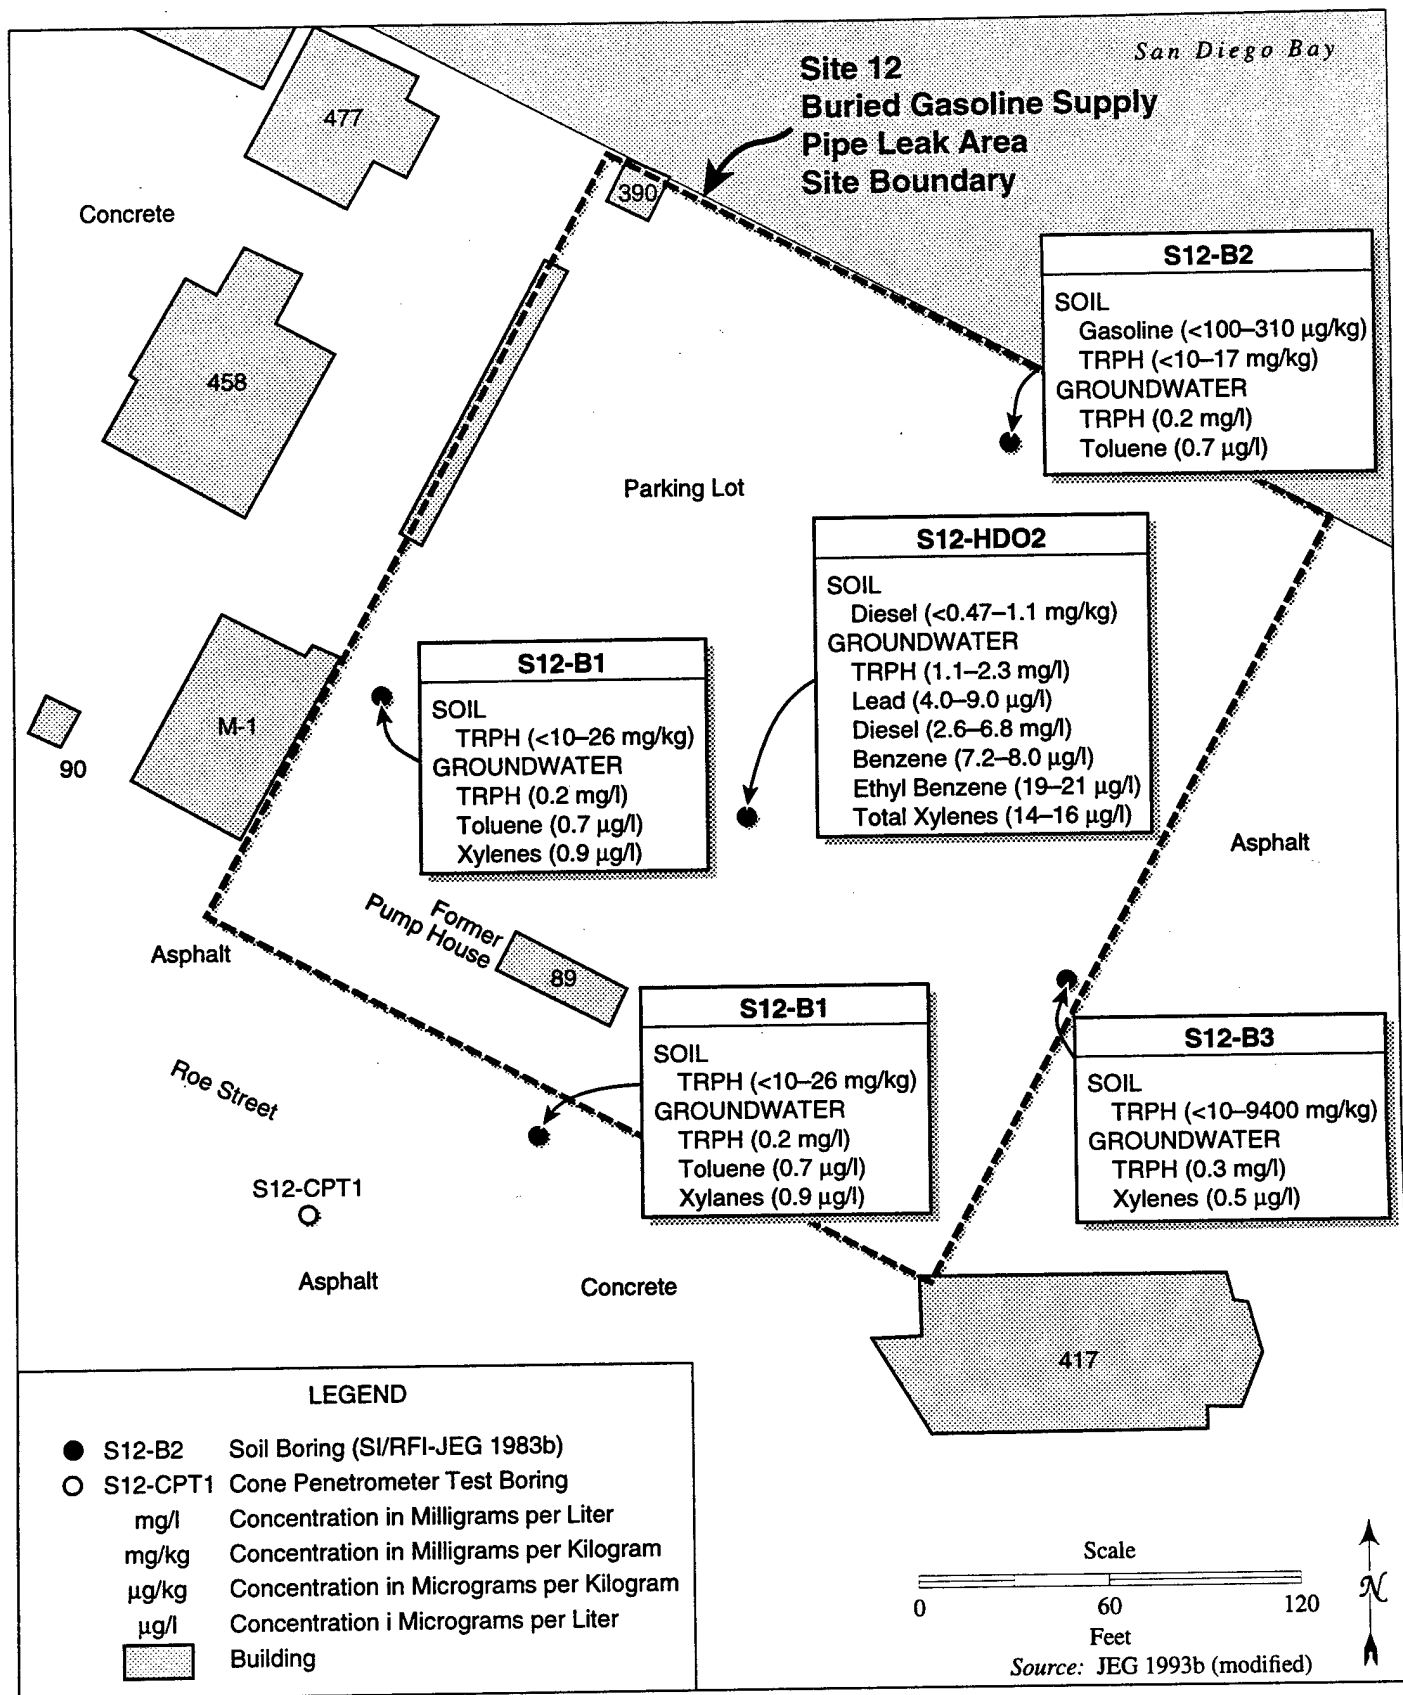 San Diego Bay
Site 12
Buried Gasoline Supply
Pipe Leak Area
Site Boundary
477
390
Concrete
458
S12-B2
SOIL
Gasoline (<100–310 µg/kg)
TRPH (<10–17 mg/kg)
GROUNDWATER
TRPH (0.2 mg/l)
Toluene (0.7 µg/l)
Parking Lot
S12-HDO2
SOIL
Diesel (<0.47–1.1 mg/kg)
GROUNDWATER
TRPH (1.1–2.3 mg/l)
Lead (4.0–9.0 µg/l)
Diesel (2.6–6.8 mg/l)
Benzene (7.2–8.0 µg/l)
Ethyl Benzene (19–21 µg/l)
Total Xylenes (14–16 µg/l)
S12-B1
SOIL
TRPH (<10–26 mg/kg)
GROUNDWATER
TRPH (0.2 mg/l)
Toluene (0.7 µg/l)
Xylenes (0.9 µg/l)
M-1
90
Asphalt
Former
Pump House
89
Asphalt
S12-B1
SOIL
TRPH (<10–26 mg/kg)
GROUNDWATER
TRPH (0.2 mg/l)
Toluene (0.7 µg/l)
Xylanes (0.9 µg/l)
S12-B3
SOIL
TRPH (<10–9400 mg/kg)
GROUNDWATER
TRPH (0.3 mg/l)
Xylenes (0.5 µg/l)
Roe Street
S12-CPT1
Asphalt
Concrete
417
LEGEND
S12-B2 Soil Boring (SI/RFI-JEG 1983b)
S12-CPT1 Cone Penetrometer Test Boring
mg/l Concentration in Milligrams per Liter
mg/kg Concentration in Milligrams per Kilogram
µg/kg Concentration in Micrograms per Kilogram
µg/l Concentration i Micrograms per Liter
Building
Scale
0 60 120
Feet
N
Source: JEG 1993b (modified)